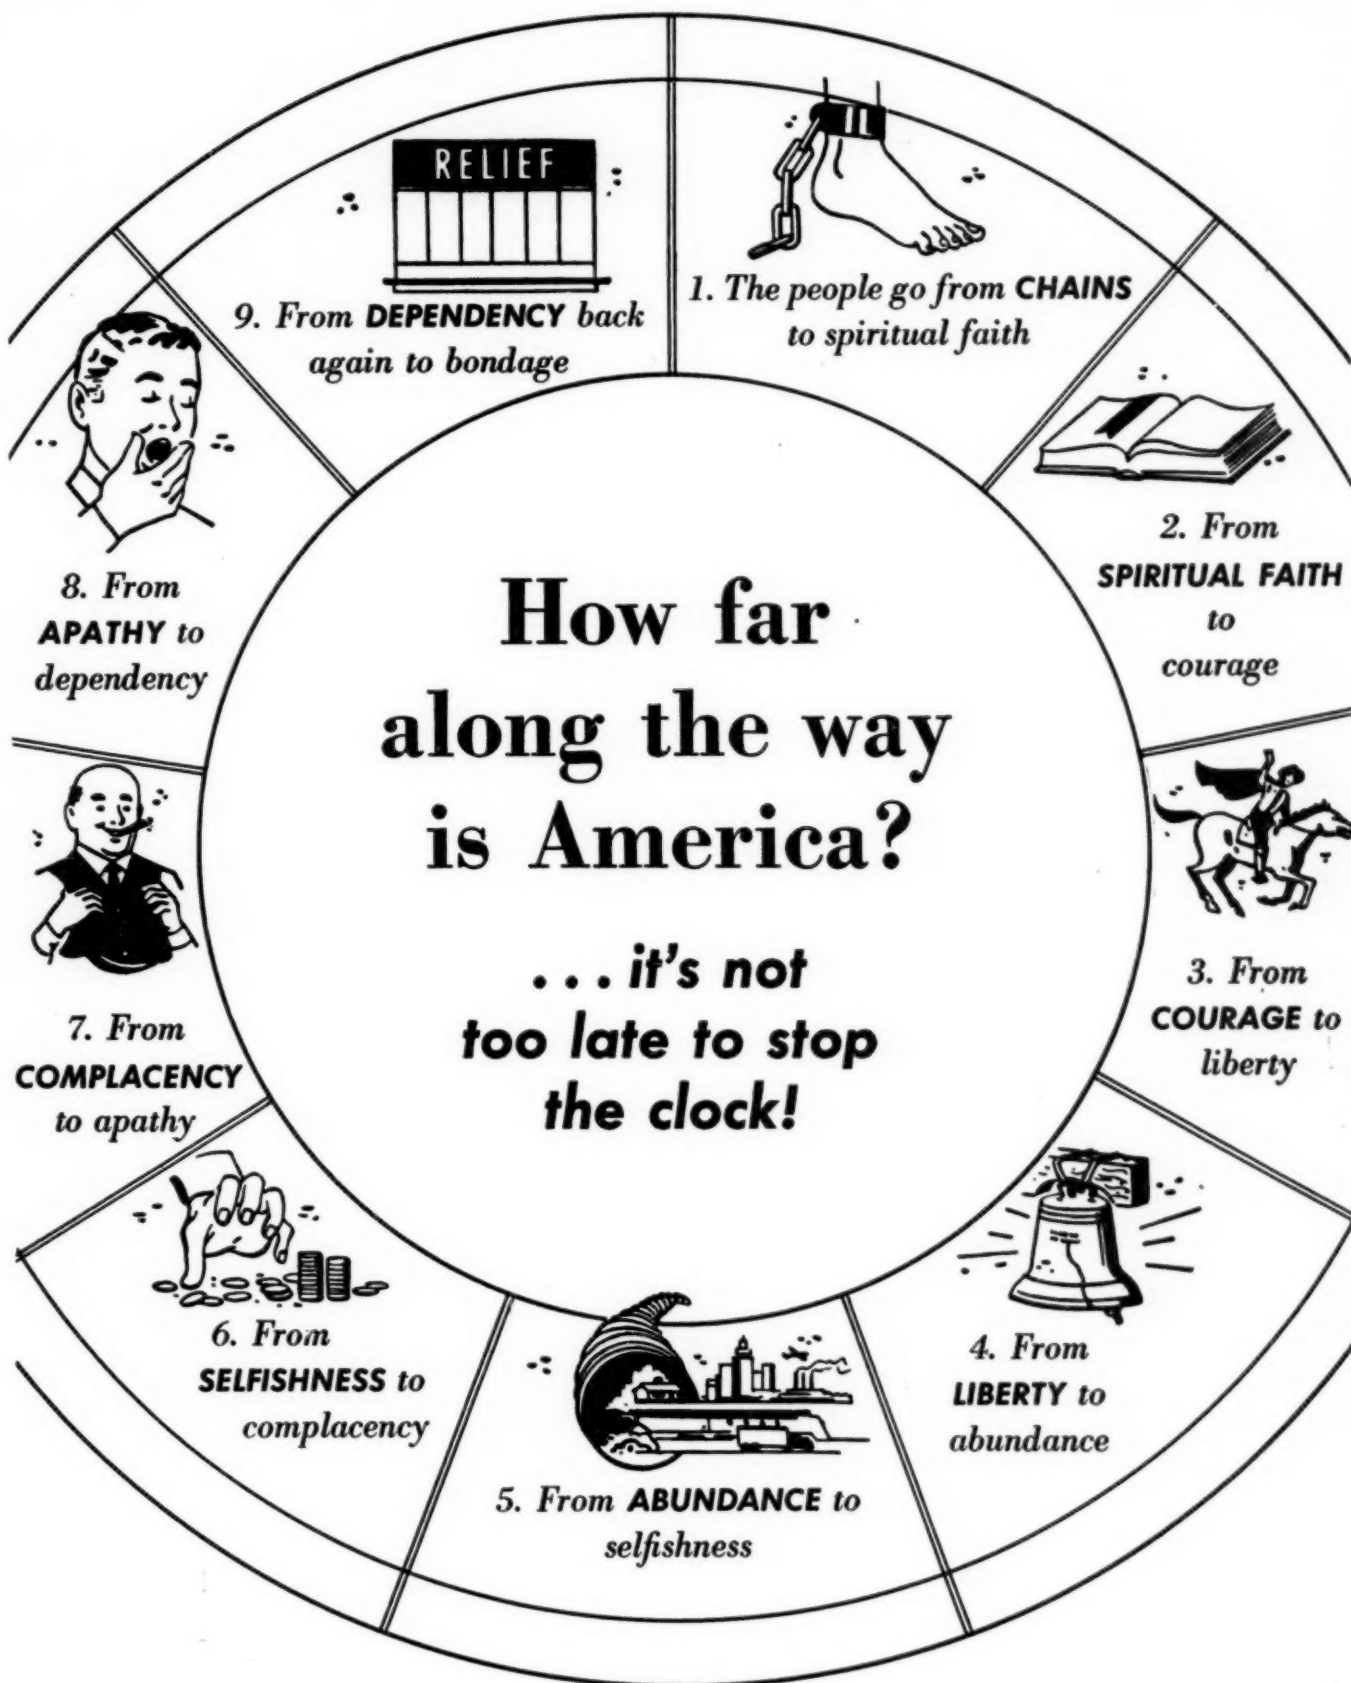 RELIEF
9. From DEPENDENCY back
again to bondage
1. The people go from CHAINS
to spiritual faith
2. From
SPIRITUAL FAITH
to
courage
3. From
COURAGE to
liberty
4. From
LIBERTY to
abundance
5. From ABUNDANCE to
selfishness
6. From
SELFISHNESS to
complacency
7. From
COMPLACENCY
to apathy
8. From
APATHY to
dependency
How far
along the way
is America?
...it's not
too late to stop
the clock!